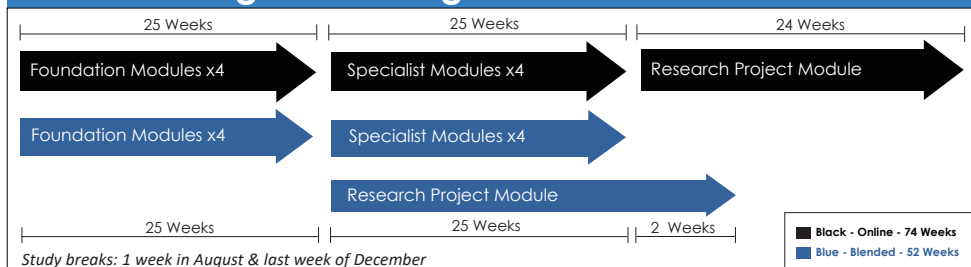 25 Weeks 25 Weeks 24 Weeks
Foundation Modules x4 Specialist Modules x4 Research Project Module
Foundation Modules x4 Specialist Modules x4
Research Project Module
25 Weeks 25 Weeks 2 Weeks
Black - Online - 74 Weeks
Blue - Blended - 52 Weeks
Study breaks: 1 week in August & last week of December